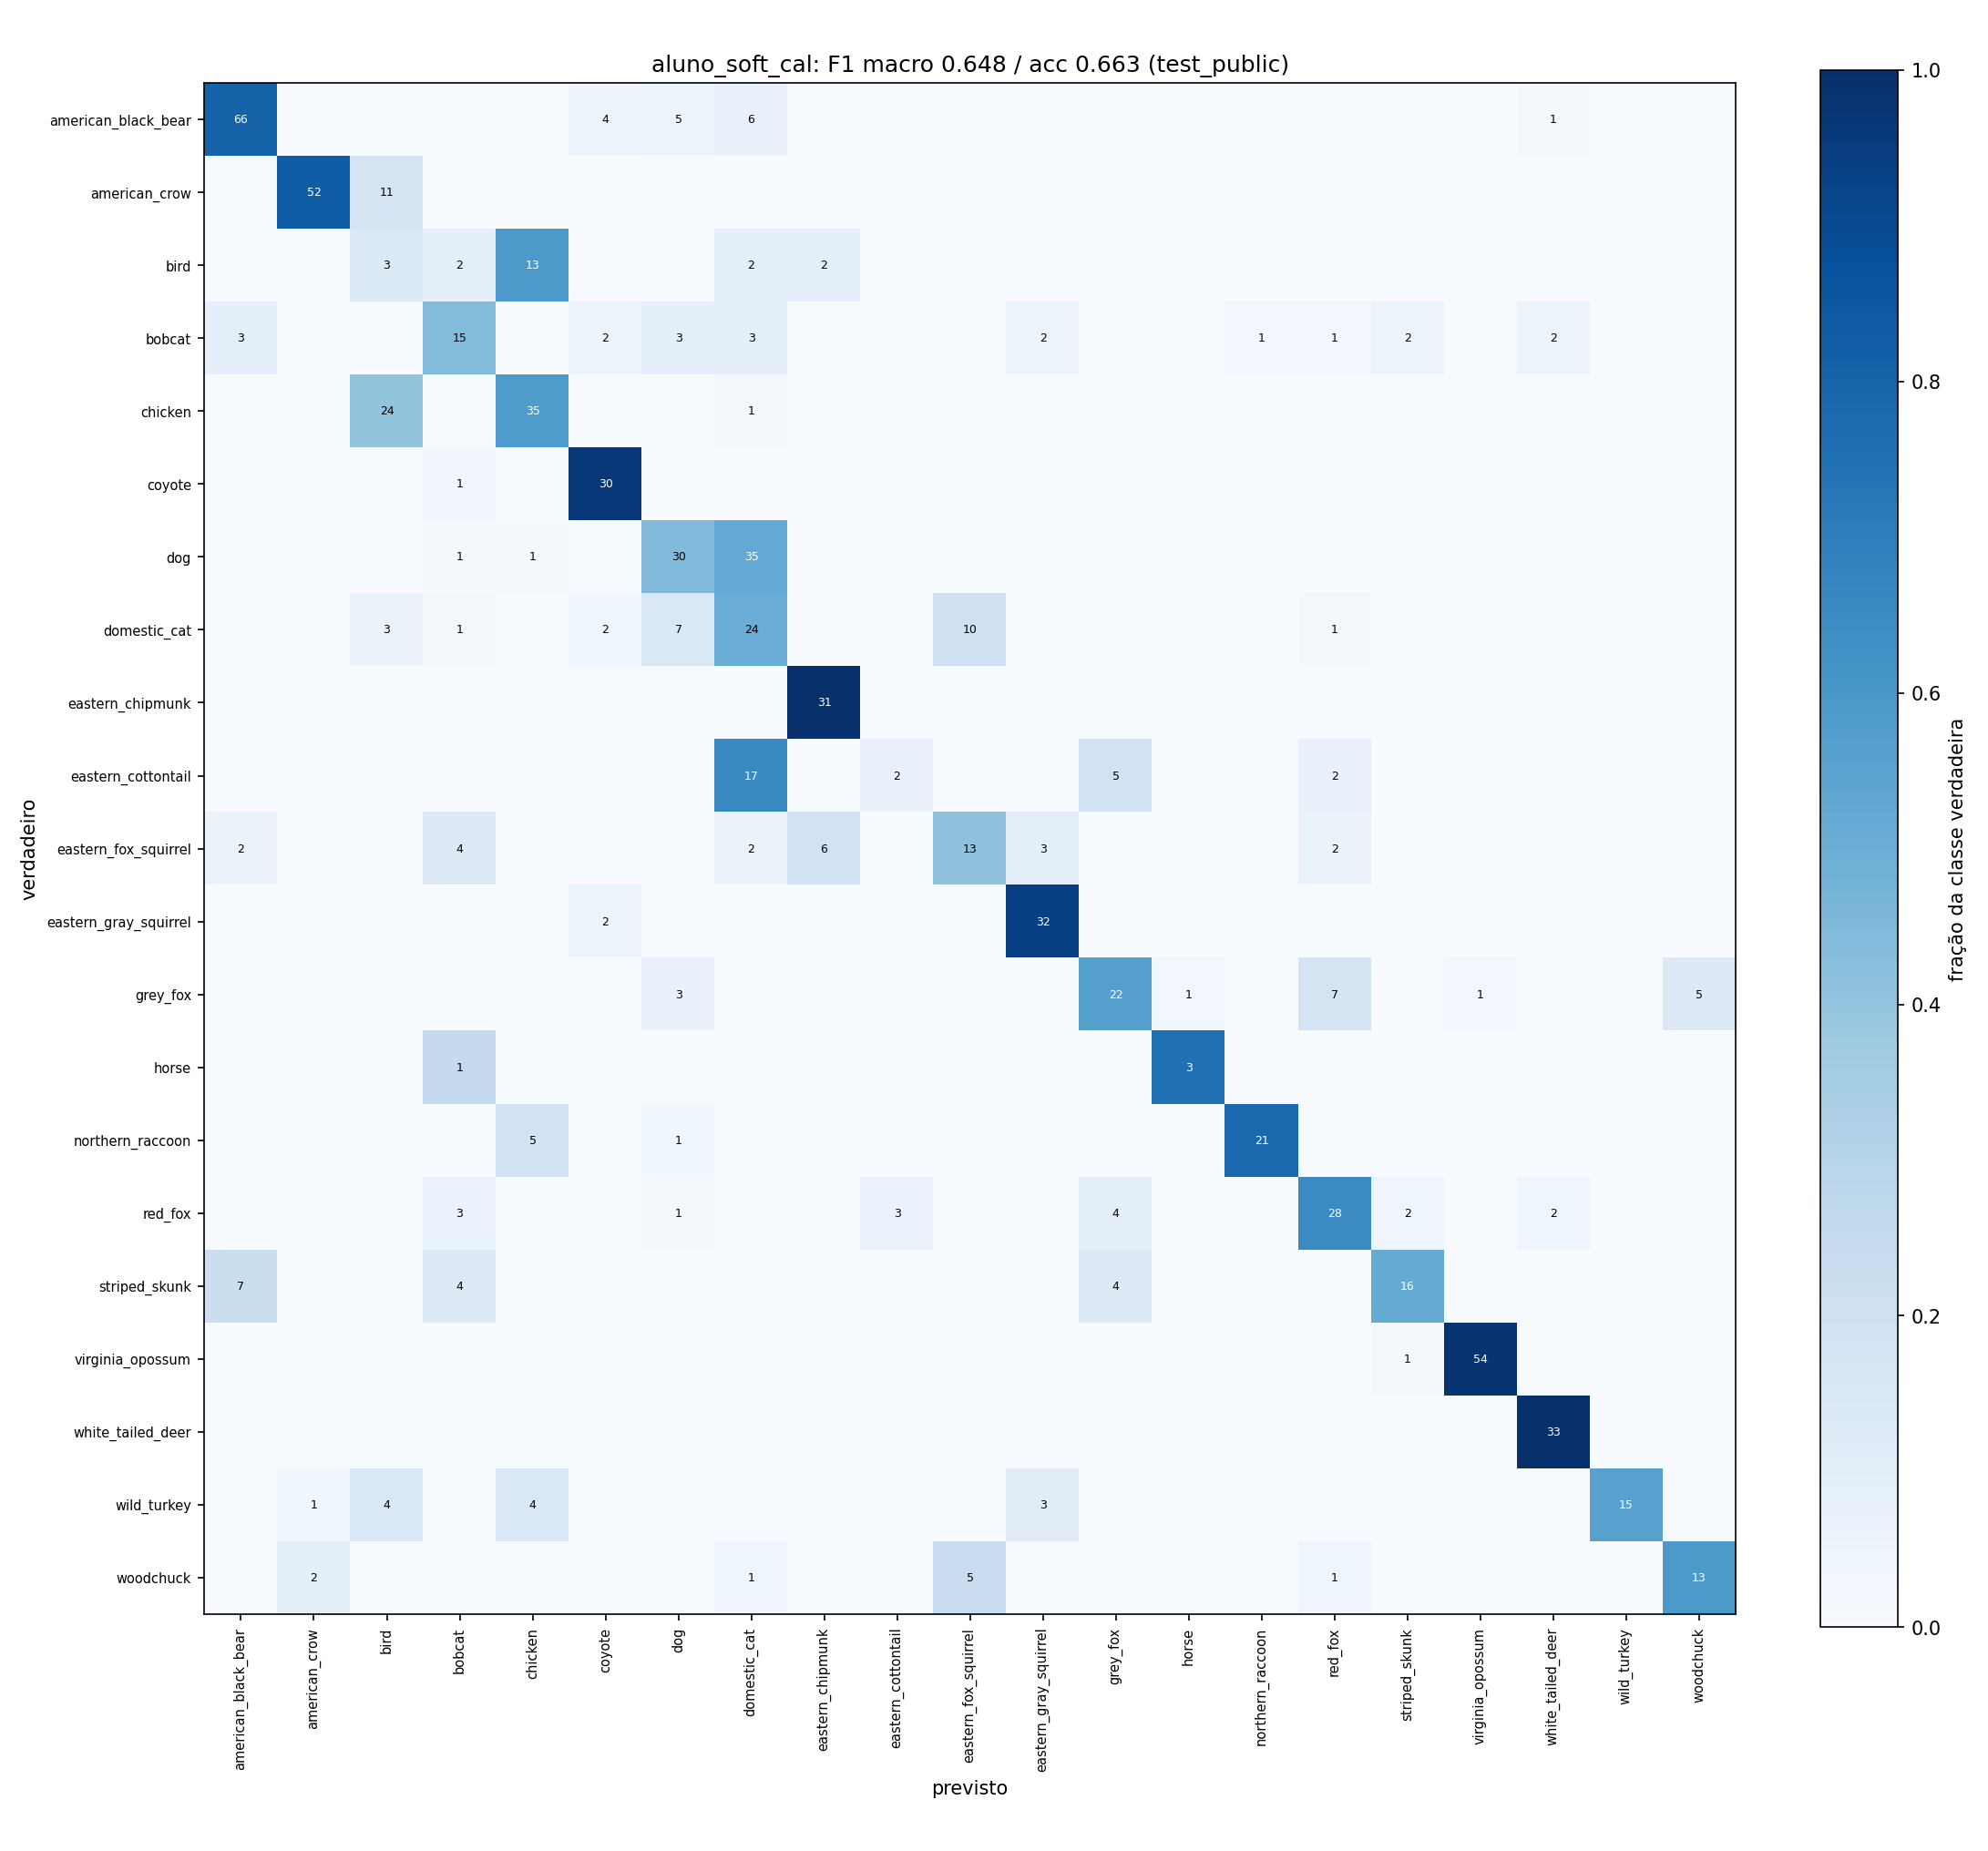 aluno_soft_cal: F1 macro 0.648 / acc 0.663 (test_public)
american_black_bear 66 4 5 6 1
american_crow 52 11
bird 3 2 13 2 2
bobcat 3 15 2 3 3 2 1 1 2 2
chicken 24 35 1
coyote 1 30
dog 1 1 30 35
domestic_cat 3 1 2 7 24 10 1
eastern_chipmunk 31
eastern_cottontail 17 2 5 2
eastern_fox_squirrel 2 4 2 6 13 3 2
eastern_gray_squirrel 2 32
grey_fox 3 22 1 7 1 5
horse 1 3
northern_raccoon 5 1 21
red_fox 3 1 3 4 28 2 2
striped_skunk 7 4 4 16
virginia_opossum 1 54
white_tailed_deer 33
wild_turkey 1 4 4 3 15
woodchuck 2 1 5 1 13
verdadeiro
american_black_bear
american_crow
bird
bobcat
chicken
coyote
dog
domestic_cat
eastern_chipmunk
eastern_cottontail
eastern_fox_squirrel
eastern_gray_squirrel
grey_fox
horse
northern_raccoon
red_fox
striped_skunk
virginia_opossum
white_tailed_deer
wild_turkey
woodchuck
previsto
1.0
0.8
0.6
0.4
0.2
0.0
fração da classe verdadeira